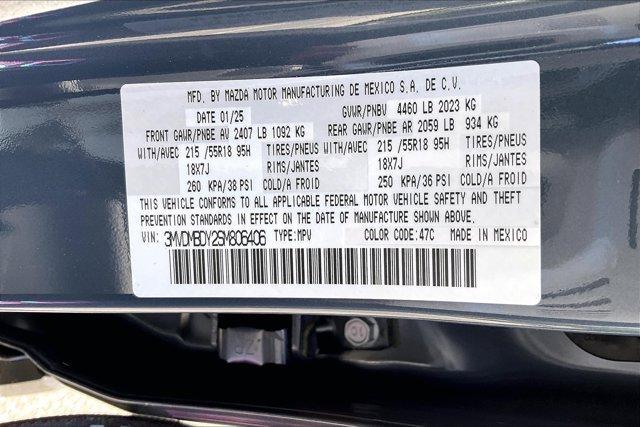 MFD. BY MAZDA MOTOR MANUFACTURING DE MEXICO S.A. DE C.V.
DATE 01/25 GVWR/PNBV 4460 LB 2023 KG
FRONT GAWR/PNBE AV 2407 LB 1092 KG REAR GAWR/PNBE AR 2059 LB 934 KG
WITH/AVEC 215 /55R18 95H TIRES/PNEUS WITH/AVEC 215 /55R18 95H TIRES/PNEUS
18X7J RIMS/JANTES 18X7J RIMS/JANTES
260 KPA/38 PSI COLD/A FROID 250 KPA/36 PSI COLD/A FROID
THIS VEHICLE CONFORMS TO ALL APPLICABLE FEDERAL MOTOR VEHICLE SAFETY AND THEFT
PREVENTION STANDARDS IN EFFECT ON THE DATE OF MANUFACTURE SHOWN ABOVE.
VIN: 3MVDMBDY2SM806406 TYPE:MPV COLOR CODE:47C MADE IN MEXICO